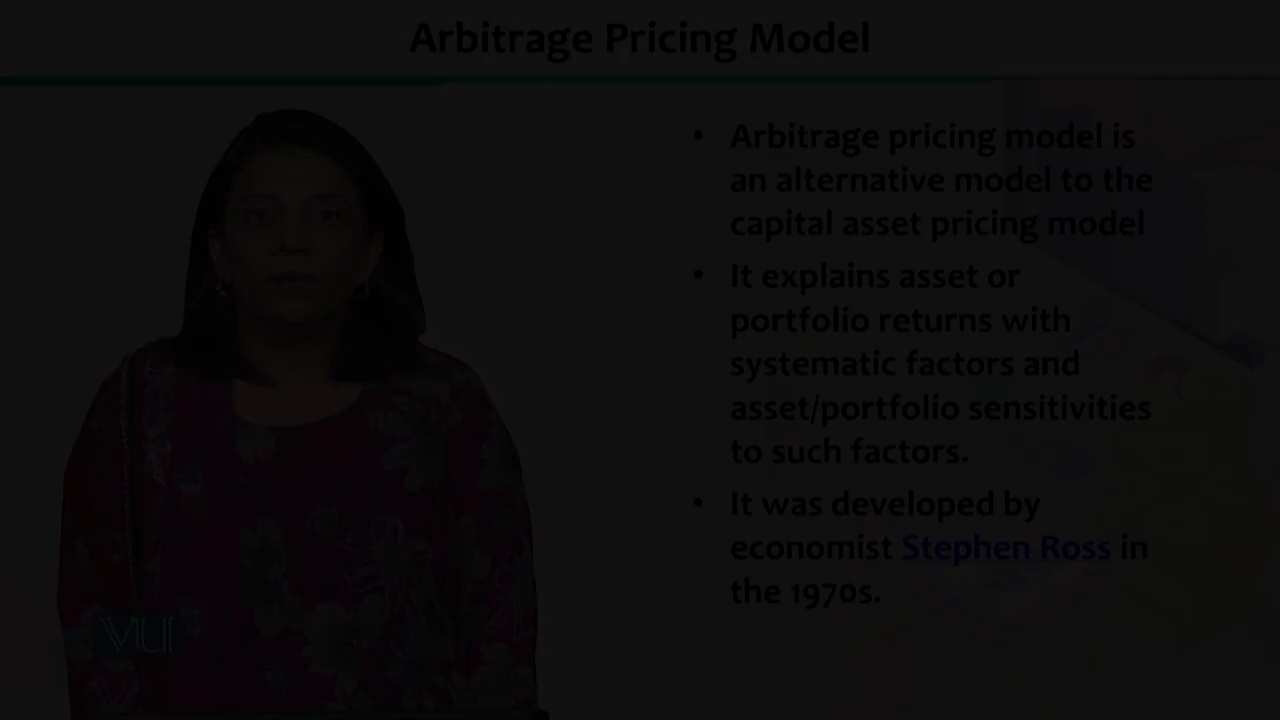 Arbitrage Pricing Model
• Arbitrage pricing model is
an alternative model to the
capital asset pricing model
• It explains asset or
portfolio returns with
systematic factors and
asset/portfolio sensitivities
to such factors.
• It was developed by
economist Stephen Ross in
the 1970s.
VU